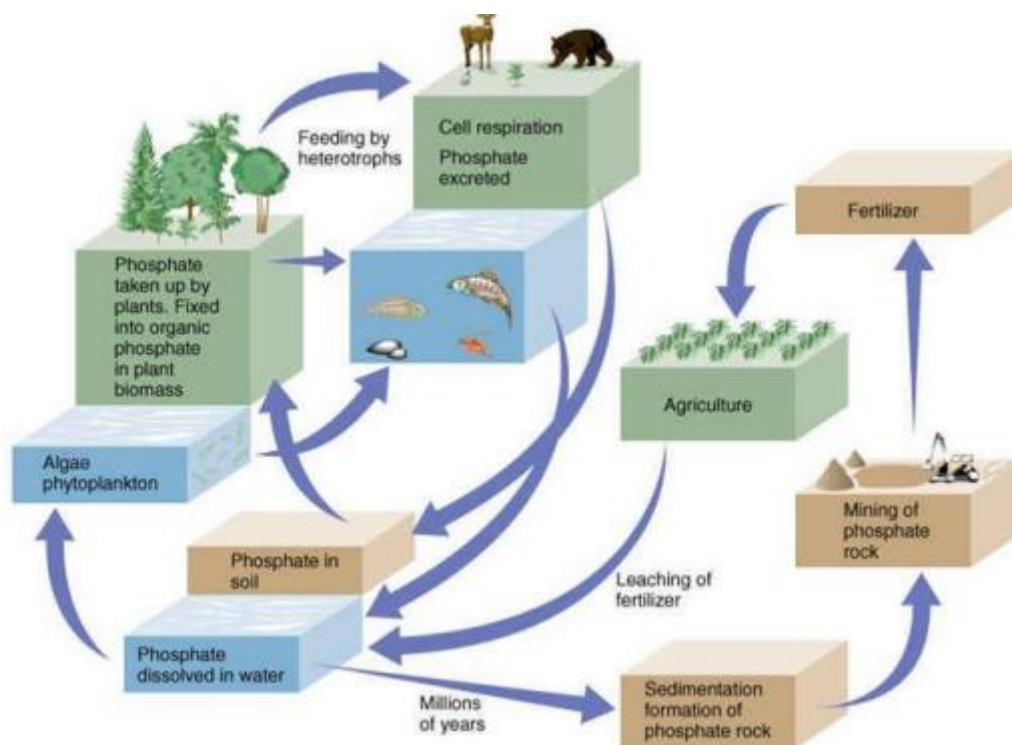 Feeding by
heterotrophs
Cell respiration
Phosphate
excreted
Fertilizer
Phosphate
taken up by
plants. Fixed
into organic
phosphate
in plant
biomass
Agriculture
Algae
phytoplankton
Mining of
phosphate
rock
Phosphate in
soil
Leaching of
fertilizer
Phosphate
dissolved in water
Millions
of years
Sedimentation
formation of
phosphate rock